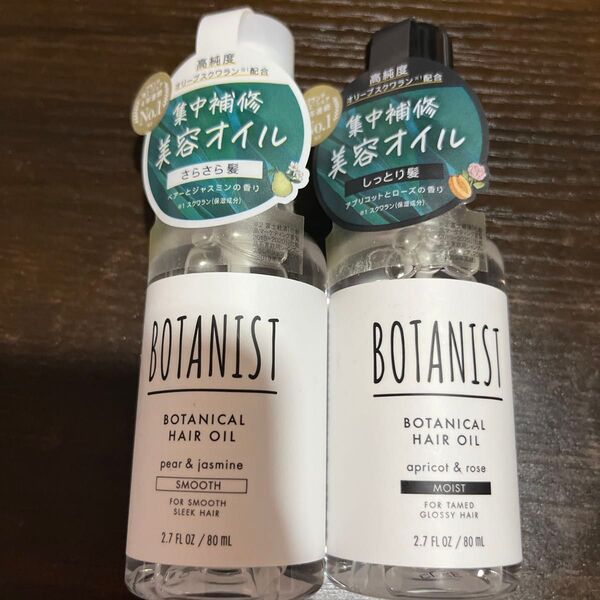 高純度
オリーブスクワラン※1配合
集中補修
美容オイル
さらさら髪
ペアーとジャスミンの香り
※1 スクワラン(保湿成分)
No.1
BOTANIST
BOTANICAL
HAIR OIL
pear & jasmine
SMOOTH
FOR SMOOTH
SLEEK HAIR
2.7 FL OZ / 80 mL
高純度
オリーブスクワラン※1配合
集中補修
美容オイル
しっとり髪
アプリコットとローズの香り
※1 スクワラン(保湿成分)
No.1
BOTANIST
BOTANICAL
HAIR OIL
apricot & rose
MOIST
FOR TAMED
GLOSSY HAIR
2.7 FL OZ / 80 mL